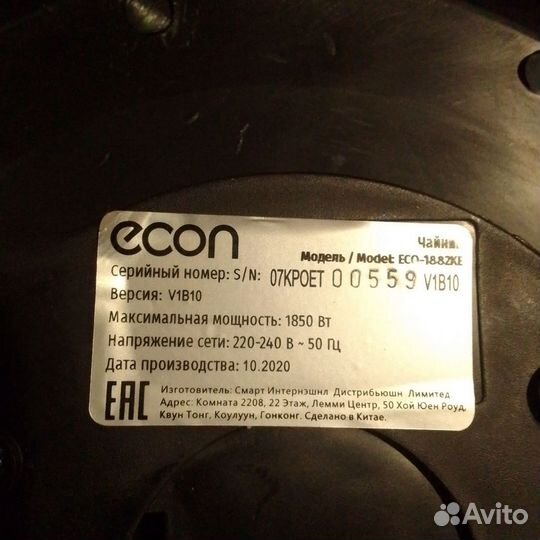 econ
Чайник
Модель / Model: ECO-1882KE
Серийный номер: S/N: 07KPOET 00559 V1B10
Версия: V1B10
Максимальная мощность: 1850 Вт
Напряжение сети: 220-240 В ~ 50 Гц
Дата производства: 10.2020
EAC
Изготовитель: Смарт Интернэшнл Дистрибьюшн Лимитед.
Адрес: Комната 2208, 22 Этаж, Лемми Центр, 50 Хой Юен Роуд,
Квун Тонг, Коулуун, Гонконг. Сделано в Китае.
Avito